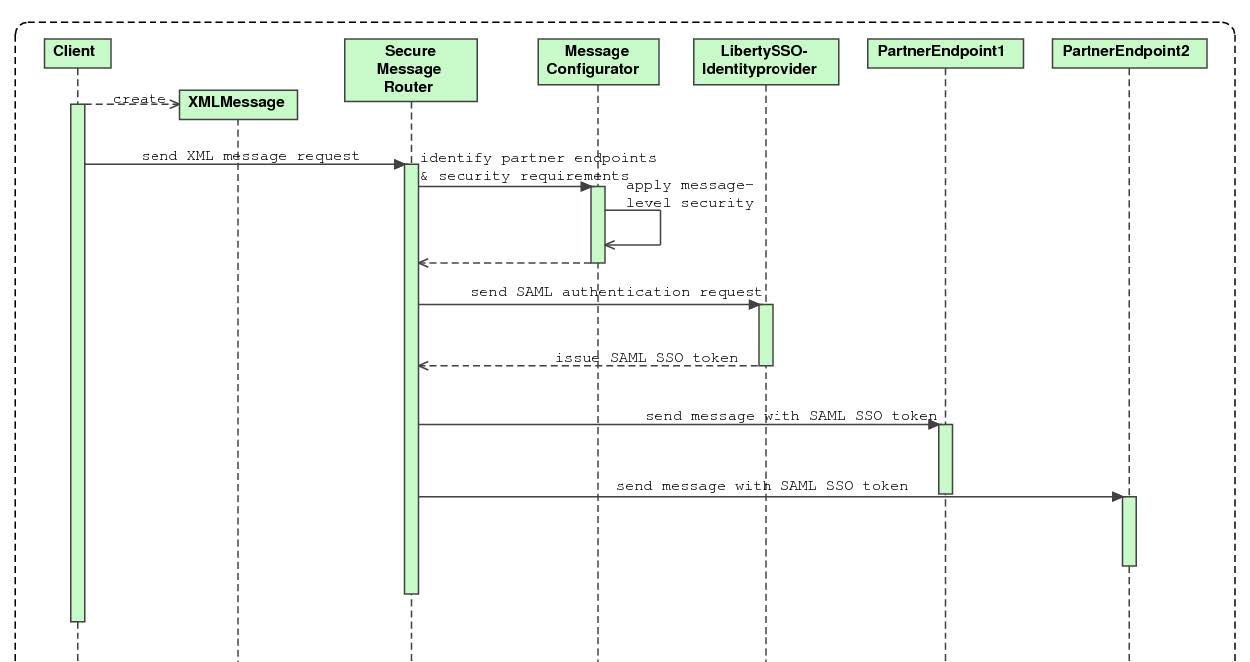 Client
Secure
Message
Router
Message
Configurator
LibertySSO-
Identityprovider
PartnerEndpoint1
PartnerEndpoint2
create
XMLMessage
send XML message request
identify partner endpoints
& security requirements
apply message-
level security
send SAML authentication request
issue SAML SSO token
send message with SAML SSO token
send message with SAML SSO token